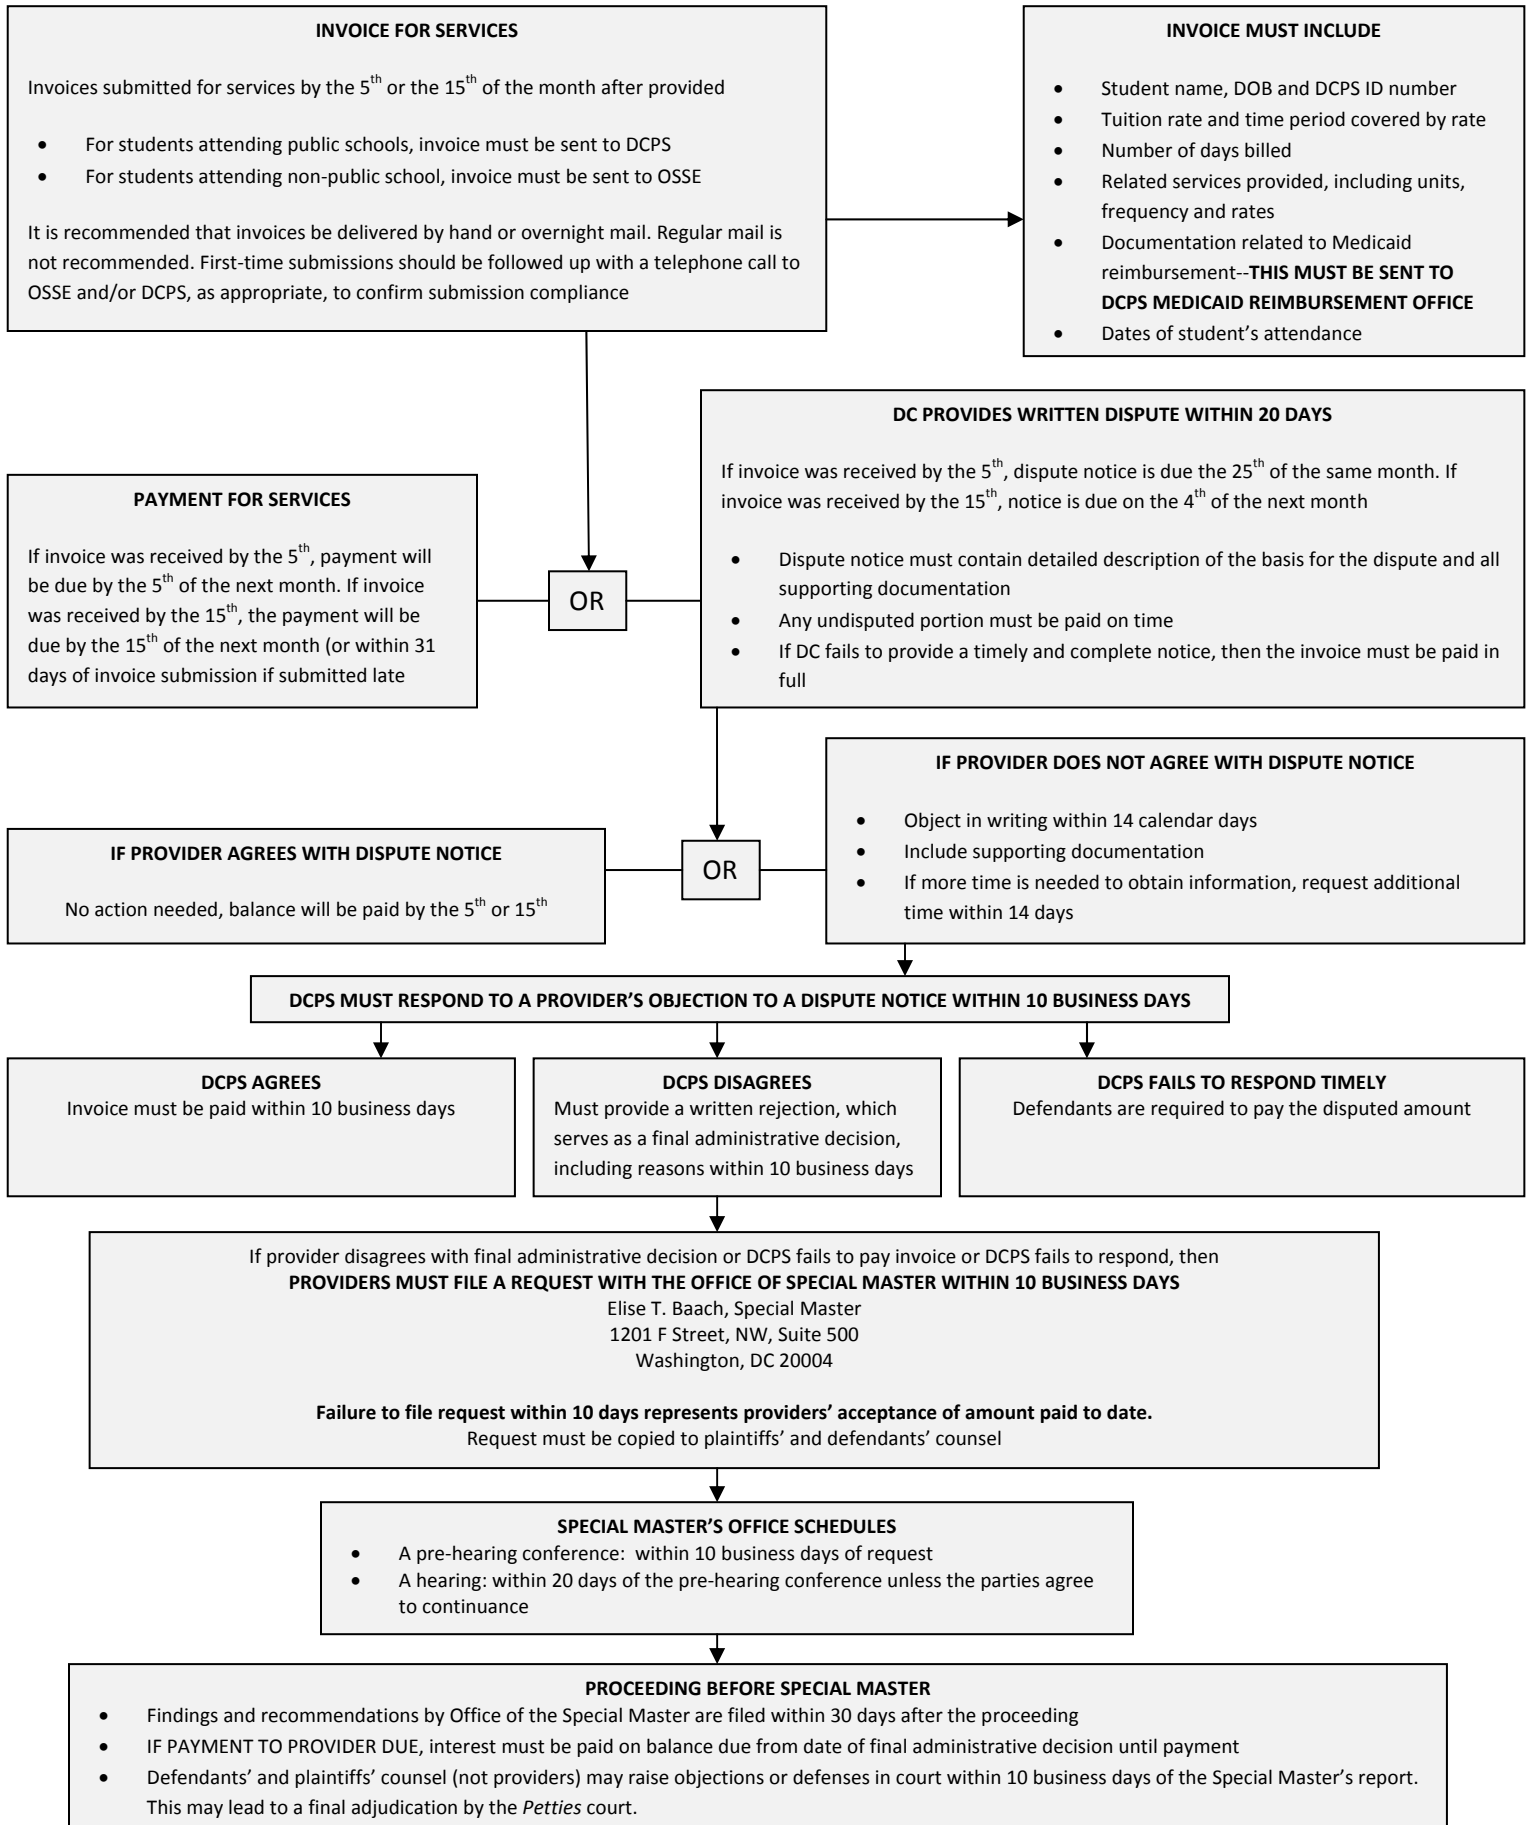 INVOICE FOR SERVICES
Invoices submitted for services by the 5th or the 15th of the month after provided
• For students attending public schools, invoice must be sent to DCPS
• For students attending non-public school, invoice must be sent to OSSE
It is recommended that invoices be delivered by hand or overnight mail. Regular mail is
not recommended. First-time submissions should be followed up with a telephone call to
OSSE and/or DCPS, as appropriate, to confirm submission compliance
INVOICE MUST INCLUDE
• Student name, DOB and DCPS ID number
• Tuition rate and time period covered by rate
• Number of days billed
• Related services provided, including units,
frequency and rates
• Documentation related to Medicaid
reimbursement--THIS MUST BE SENT TO
DCPS MEDICAID REIMBURSEMENT OFFICE
• Dates of student’s attendance
PAYMENT FOR SERVICES
If invoice was received by the 5th, payment will
be due by the 5th of the next month. If invoice
was received by the 15th, the payment will be
due by the 15th of the next month (or within 31
days of invoice submission if submitted late
OR
DC PROVIDES WRITTEN DISPUTE WITHIN 20 DAYS
If invoice was received by the 5th, dispute notice is due the 25th of the same month. If
invoice was received by the 15th, notice is due on the 4th of the next month
• Dispute notice must contain detailed description of the basis for the dispute and all
supporting documentation
• Any undisputed portion must be paid on time
• If DC fails to provide a timely and complete notice, then the invoice must be paid in
full
IF PROVIDER AGREES WITH DISPUTE NOTICE
No action needed, balance will be paid by the 5th or 15th
OR
IF PROVIDER DOES NOT AGREE WITH DISPUTE NOTICE
• Object in writing within 14 calendar days
• Include supporting documentation
• If more time is needed to obtain information, request additional
time within 14 days
DCPS MUST RESPOND TO A PROVIDER’S OBJECTION TO A DISPUTE NOTICE WITHIN 10 BUSINESS DAYS
DCPS AGREES
Invoice must be paid within 10 business days
DCPS DISAGREES
Must provide a written rejection, which
serves as a final administrative decision,
including reasons within 10 business days
DCPS FAILS TO RESPOND TIMELY
Defendants are required to pay the disputed amount
If provider disagrees with final administrative decision or DCPS fails to pay invoice or DCPS fails to respond, then
PROVIDERS MUST FILE A REQUEST WITH THE OFFICE OF SPECIAL MASTER WITHIN 10 BUSINESS DAYS
Elise T. Baach, Special Master
1201 F Street, NW, Suite 500
Washington, DC 20004
Failure to file request within 10 days represents providers’ acceptance of amount paid to date.
Request must be copied to plaintiffs’ and defendants’ counsel
SPECIAL MASTER’S OFFICE SCHEDULES
• A pre-hearing conference: within 10 business days of request
• A hearing: within 20 days of the pre-hearing conference unless the parties agree
to continuance
PROCEEDING BEFORE SPECIAL MASTER
• Findings and recommendations by Office of the Special Master are filed within 30 days after the proceeding
• IF PAYMENT TO PROVIDER DUE, interest must be paid on balance due from date of final administrative decision until payment
• Defendants’ and plaintiffs’ counsel (not providers) may raise objections or defenses in court within 10 business days of the Special Master’s report.
This may lead to a final adjudication by the Petties court.